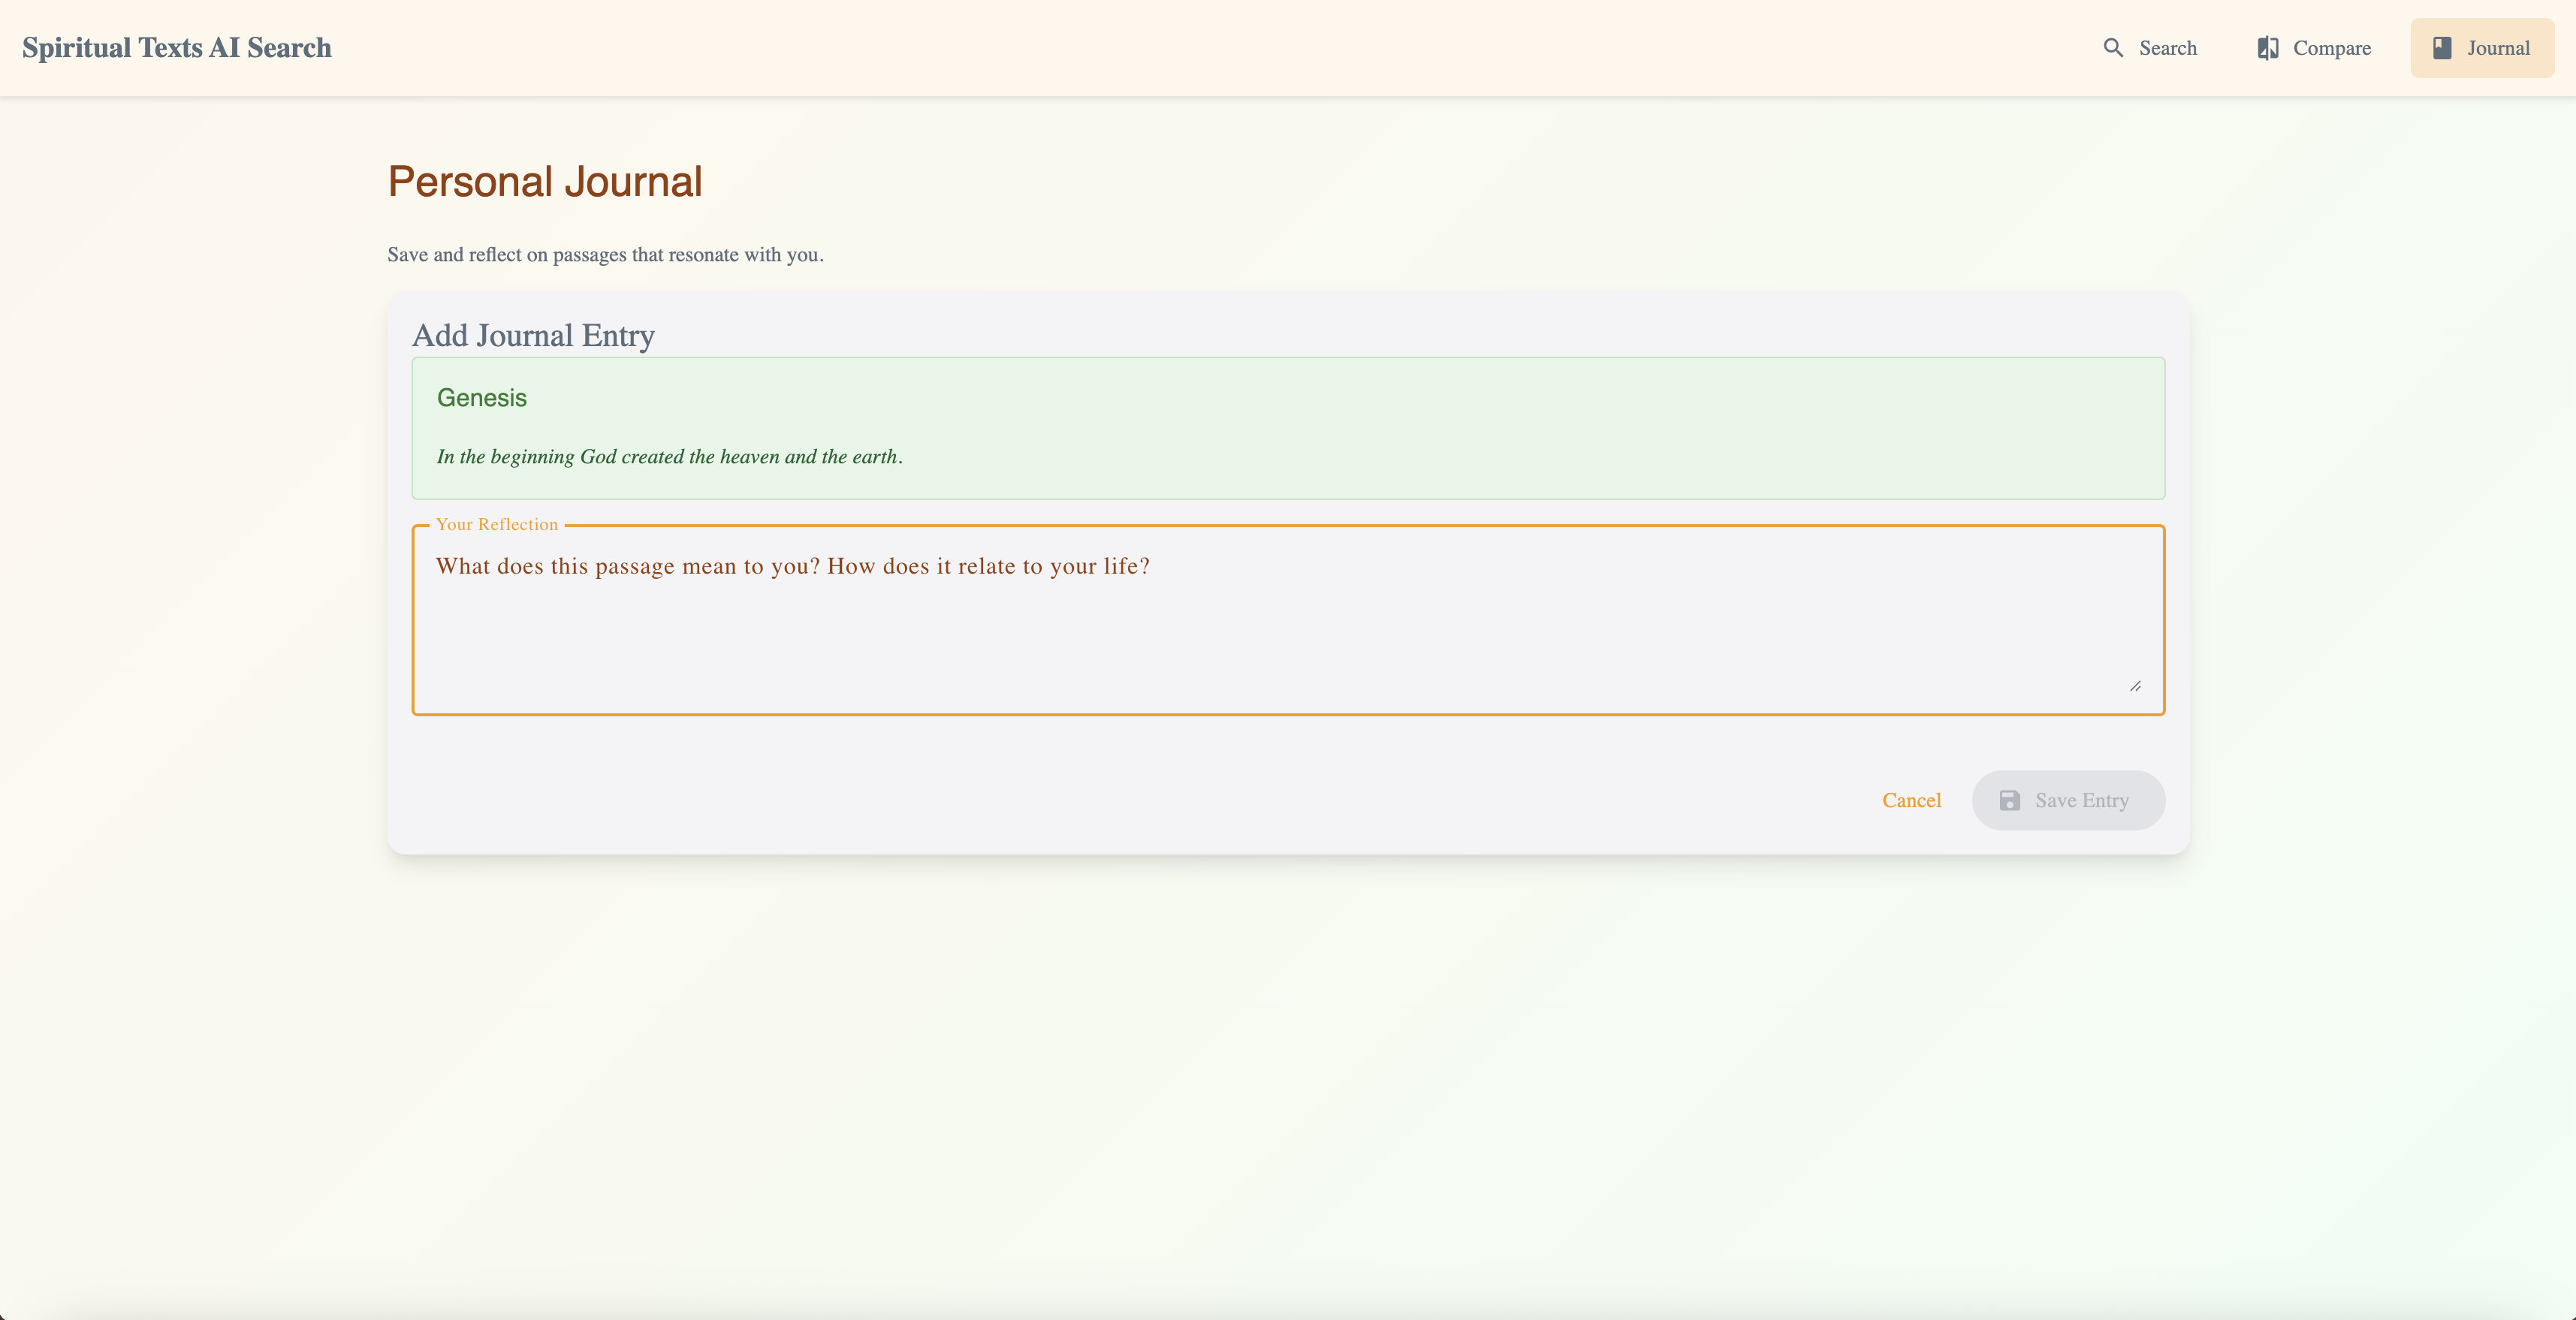 Spiritual Texts AI Search
Search
Compare
Journal
Personal Journal
Save and reflect on passages that resonate with you.
Add Journal Entry
Genesis
In the beginning God created the heaven and the earth.
Your Reflection
What does this passage mean to you? How does it relate to your life?
Cancel
Save Entry